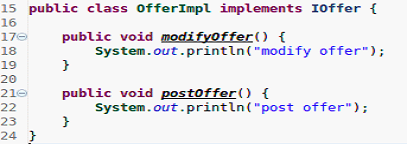 15 public class OfferImpl implements IOffer {
16
17     public void modifyOffer() {
18         System.out.println("modify offer");
19     }
20
21     public void postOffer() {
22         System.out.println("post offer");
23     }
24 }